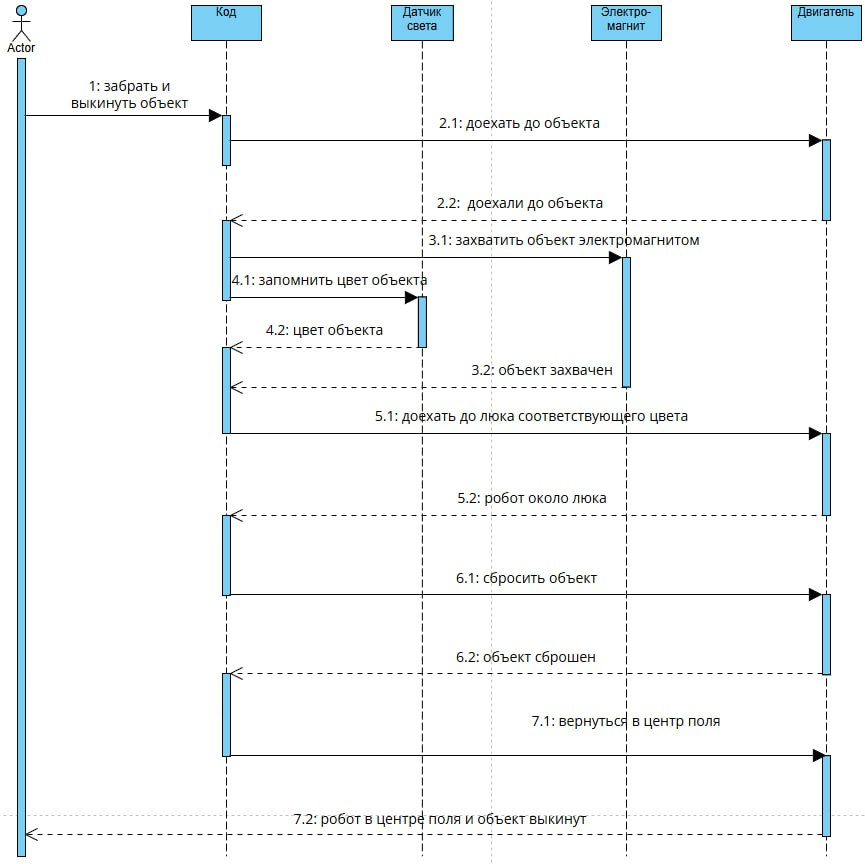 Actor
Код
Датчик
света
Электро-
магнит
Двигатель
1: забрать и
выкинуть объект
2.1: доехать до объекта
2.2: доехали до объекта
3.1: захватить объект электромагнитом
4.1: запомнить цвет объекта
4.2: цвет объекта
3.2: объект захвачен
5.1: доехать до люка соответствующего цвета
5.2: робот около люка
6.1: сбросить объект
6.2: объект сброшен
7.1: вернуться в центр поля
7.2: робот в центре поля и объект выкинут